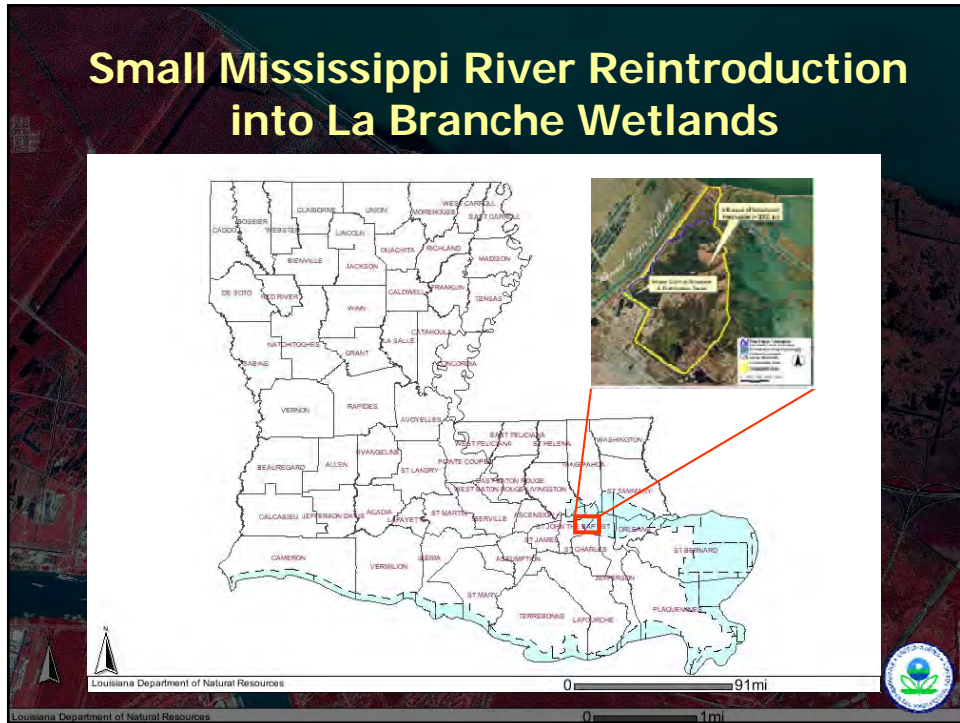 Small Mississippi River Reintroduction
into La Branche Wetlands
CLAIBORNE
UNION
MOREHOUSE
WEST CARROLL
EAST CARROLL
BOSSIER
CADDO
WEBSTER
LINCOLN
OUACHITA
RICHLAND
MADISON
BIENVILLE
JACKSON
FRANKLIN
DE SOTO
RED RIVER
CALDWELL
TENSAS
WINN
CATAHOULA
LA SALLE
NATCHITOCHES
GRANT
CONCORDIA
SABINE
VERNON
RAPIDES
AVOYELLES
EAST FELICIANA
WEST FELICIANA
ST HELENA
WASHINGTON
EVANGELINE
BEAUREGARD
ALLEN
ST LANDRY
POINTE COUPEE
TANGIPAHOA
EAST BATON ROUGE
WEST BATON ROUGE
LIVINGSTON
ST TAMMANY
CALCASIEU
JEFFERSON DAVIS
ACADIA
LAFAYETTE
ST MARTIN
IBERVILLE
ASCENSION
ST JOHN THE BAPTIST
ORLEANS
ST JAMES
ST CHARLES
ST BERNARD
CAMERON
VERMILION
IBERIA
ASSUMPTION
JEFFERSON
ST MARY
PLAQUEMINES
TERREBONNE
LAFOURCHE
N
Louisiana Department of Natural Resources
0
91mi
Louisiana Department of Natural Resources
0
1mi